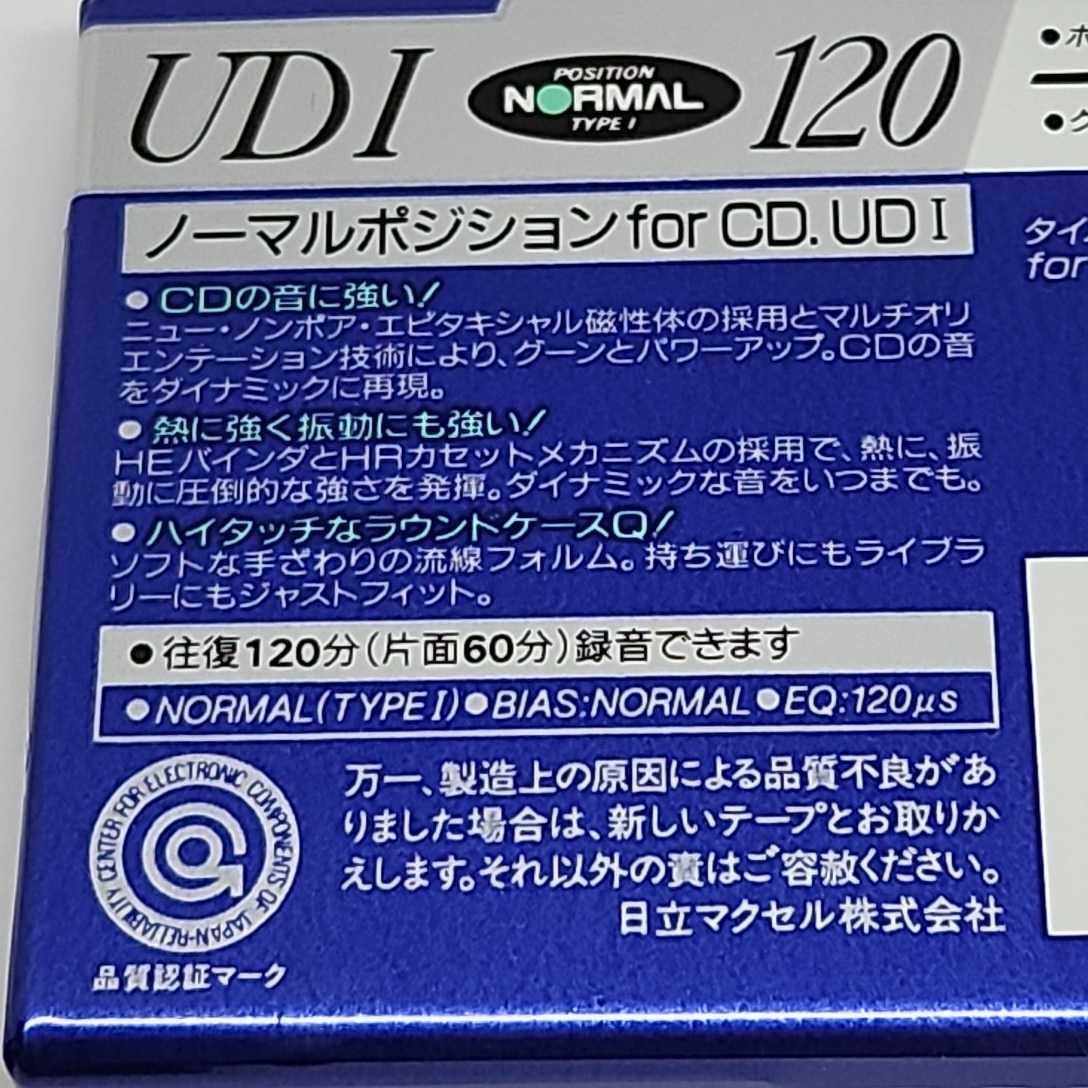 UD I
POSITION
NORMAL
TYPE I
120
ノーマルポジション for CD. UD I
●CDの音に強い!
ニュー・ノンポア・エピタキシャル磁性体の採用とマルチオリ
エンテーション技術により、グーンとパワーアップ。CDの音
をダイナミックに再現。
●熱に強く振動にも強い!
HEバインダとHRカセットメカニズムの採用で、熱に、振
動に圧倒的な強さを発揮。ダイナミックな音をいつまでも。
●ハイタッチなラウンドケースQ!
ソフトな手ざわりの流線フォルム。持ち運びにもライブラ
リーにもジャストフィット。
●往復120分(片面60分)録音できます
●NORMAL(TYPE I)●BIAS:NORMAL●EQ:120μs
RELIABILITY CENTER FOR ELECTRONIC COMPONENTS OF JAPAN-
品質認証マーク
万一、製造上の原因による品質不良があ
りました場合は、新しいテープとお取りか
えします。それ以外の責はご容赦ください。
日立マクセル株式会社
タイ
for